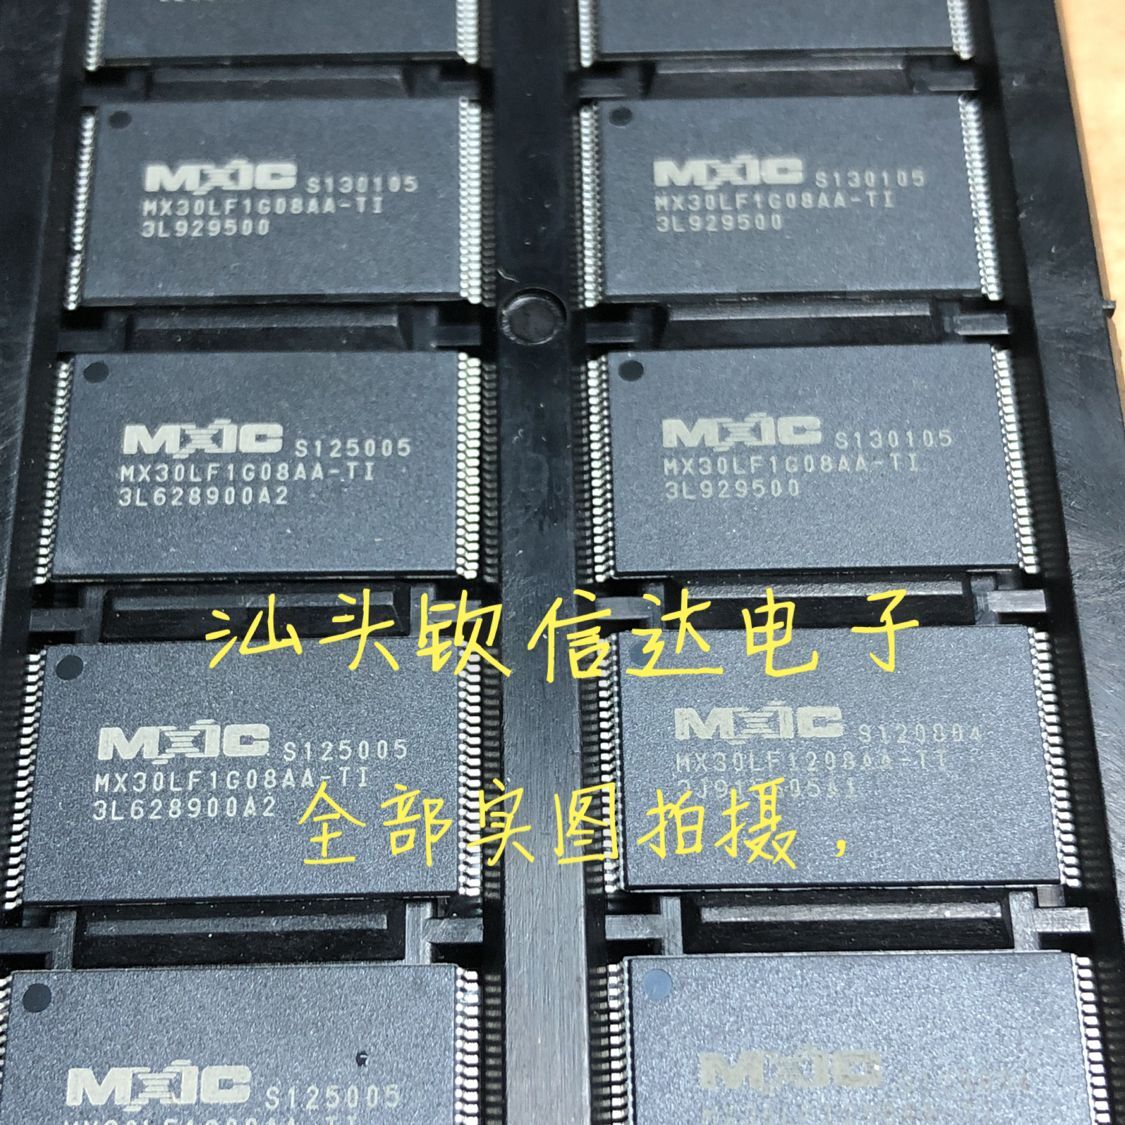 MXIC S130105
MX30LF1G08AA-TI
3L929500
MXIC S130105
MX30LF1G08AA-TI
3L929500
MXIC S125005
MX30LF1G08AA-TI
3L628900A2
MXIC S130105
MX30LF1G08AA-TI
3L929500
汕头钦信达电子
MXIC S125005
MX30LF1G08AA-TI
3L628900A2
MXIC S120804
全部实图拍摄，
MXIC S125005
MXIC